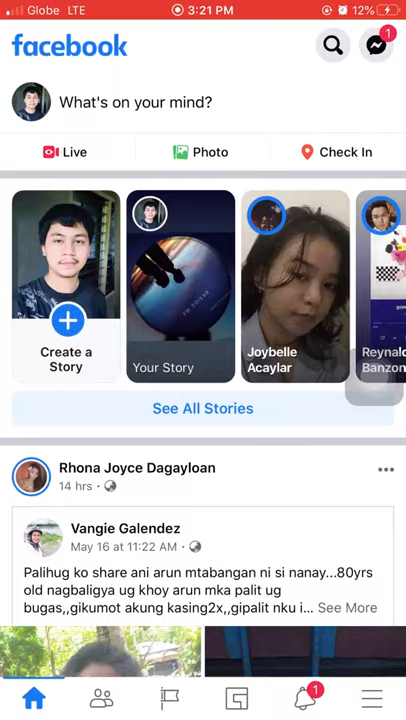 Globe LTE 3:21 PM 12%
facebook
1
What's on your mind?
Live Photo Check In
Create a
Story
Your Story
Joybelle
Acaylar
Reynald
Banzon
See All Stories
Rhona Joyce Dagayloan
14 hrs ·
Vangie Galendez
May 16 at 11:22 AM ·
Palihug ko share ani arun mtabangan ni si nanay...80yrs
old nagbaligya ug khoy arun mka palit ug
bugas,,gikumot akung kasing2x,,gipalit nku i... See More
1